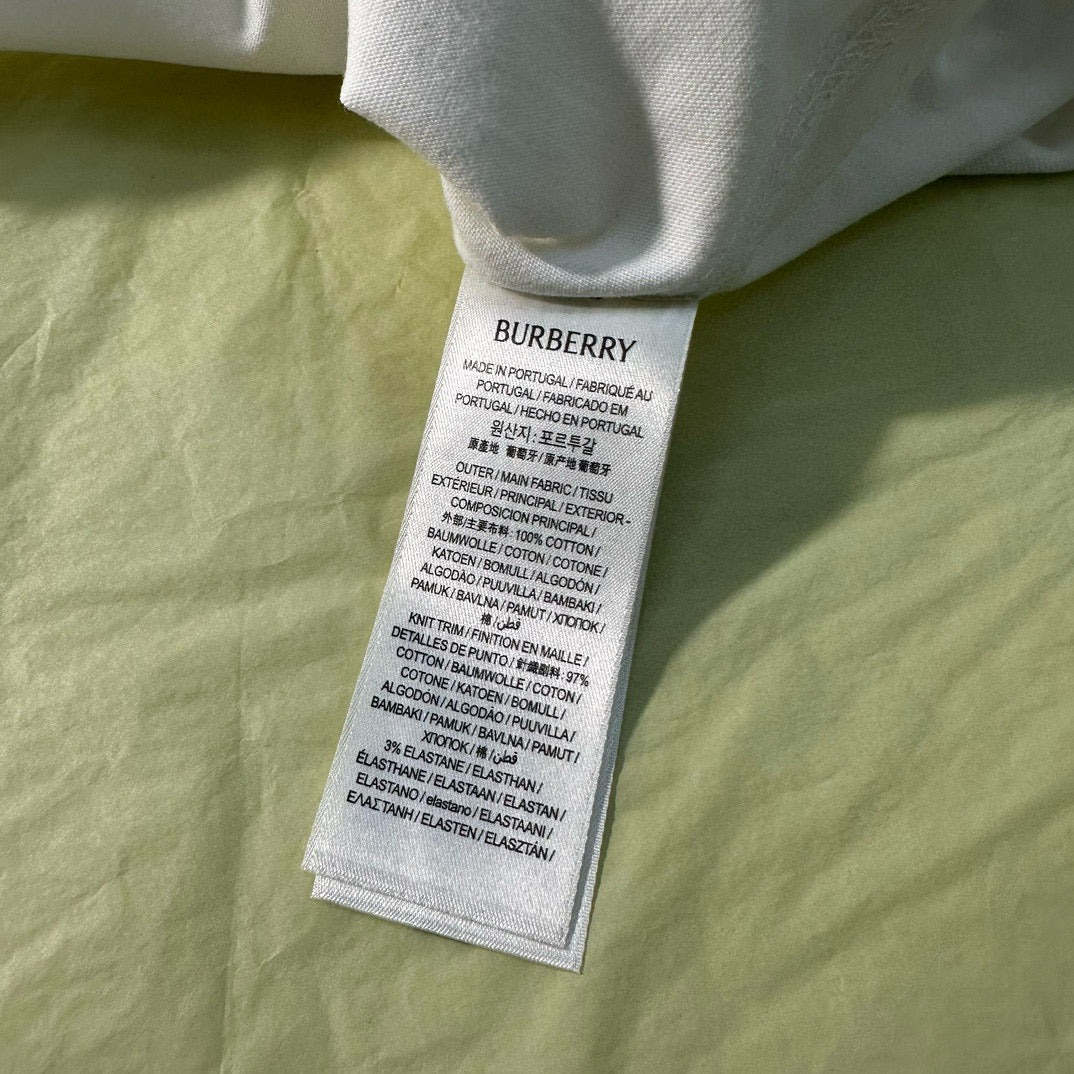 BURBERRY
MADE IN PORTUGAL / FABRIQUÉ AU
PORTUGAL / FABRICADO EM
PORTUGAL / HECHO EN PORTUGAL
원산지: 포르투갈
原產地 葡萄牙 / 原产地 葡萄牙
OUTER / MAIN FABRIC / TISSU
EXTÉRIEUR / PRINCIPAL / EXTERIOR -
COMPOSICION PRINCIPAL /
外部/主要布料: 100% COTTON /
BAUMWOLLE / COTON / COTONE /
KATOEN / BOMULL / ALGODÓN /
ALGODÃO / PUUVILLA / BAMBAKI /
PAMUK / BAVLNA / PAMUT / ХЛОПОК /
棉 / قطن
KNIT TRIM / FINITION EN MAILLE /
DETALLES DE PUNTO / 針織副料: 97%
COTTON / BAUMWOLLE / COTON /
COTONE / KATOEN / BOMULL /
ALGODÓN / ALGODÃO / PUUVILLA /
BAMBAKI / PAMUK / BAVLNA / PAMUT /
ХЛОПОК / 棉 / قطن
3% ELASTANE / ELASTHAN /
ÉLASTHANE / ELASTAAN / ELASTAN /
ELASTANO / elastano / ELASTAANI /
ΕΛΑΣΤΑΝΗ / ELASTEN / ELASZTÁN /